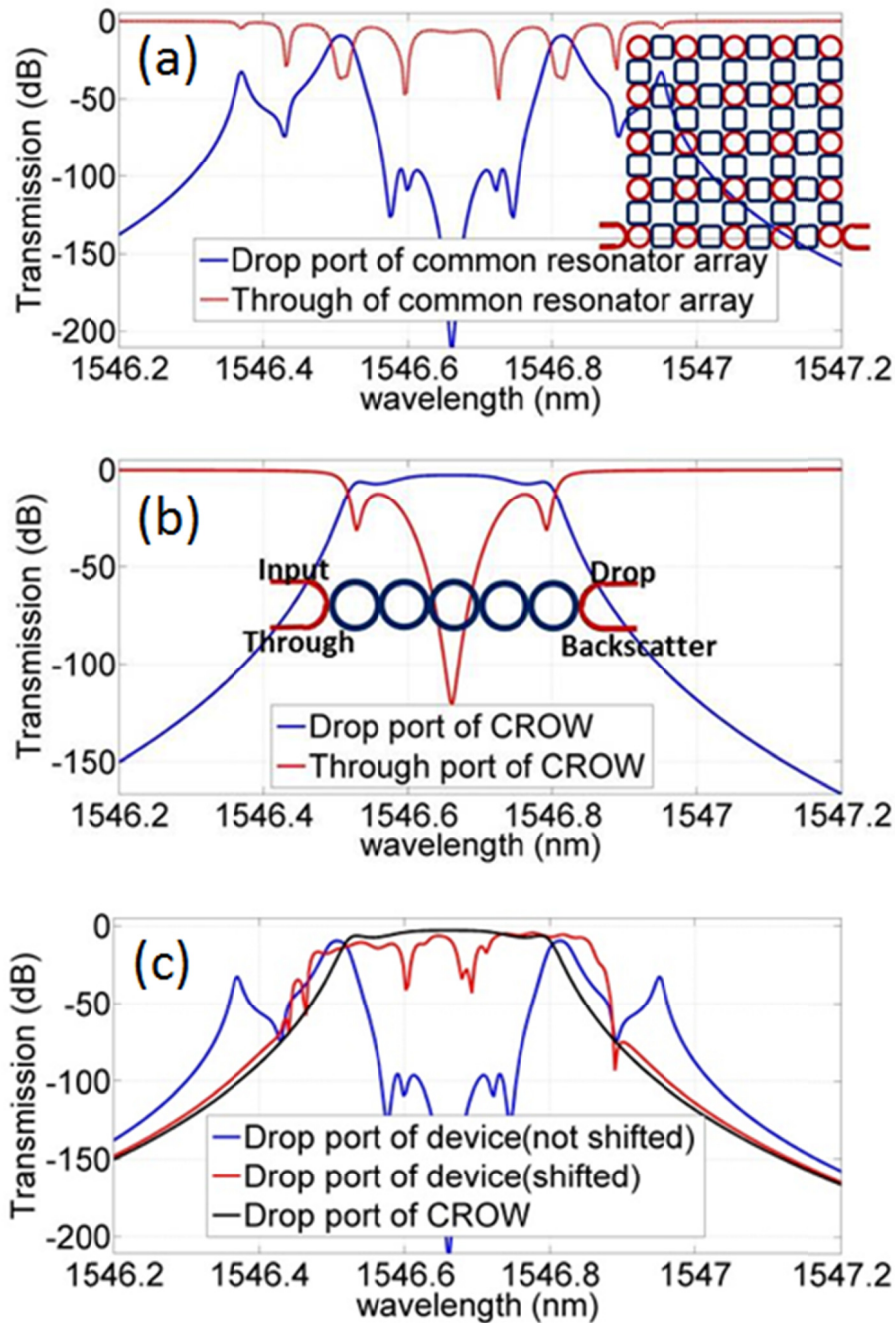 (a)
Transmission (dB)
0
-50
-100
-150
-200
Drop port of common resonator array
Through of common resonator array
1546.2 1546.4 1546.6 1546.8 1547 1547.2
wavelength (nm)
(b)
Transmission (dB)
0
-50
-100
-150
Input Drop
Through Backscatter
Drop port of CROW
Through port of CROW
1546.2 1546.4 1546.6 1546.8 1547 1547.2
wavelength (nm)
(c)
Transmission (dB)
0
-50
-100
-150
-200
Drop port of device(not shifted)
Drop port of device(shifted)
Drop port of CROW
1546.2 1546.4 1546.6 1546.8 1547 1547.2
wavelength (nm)